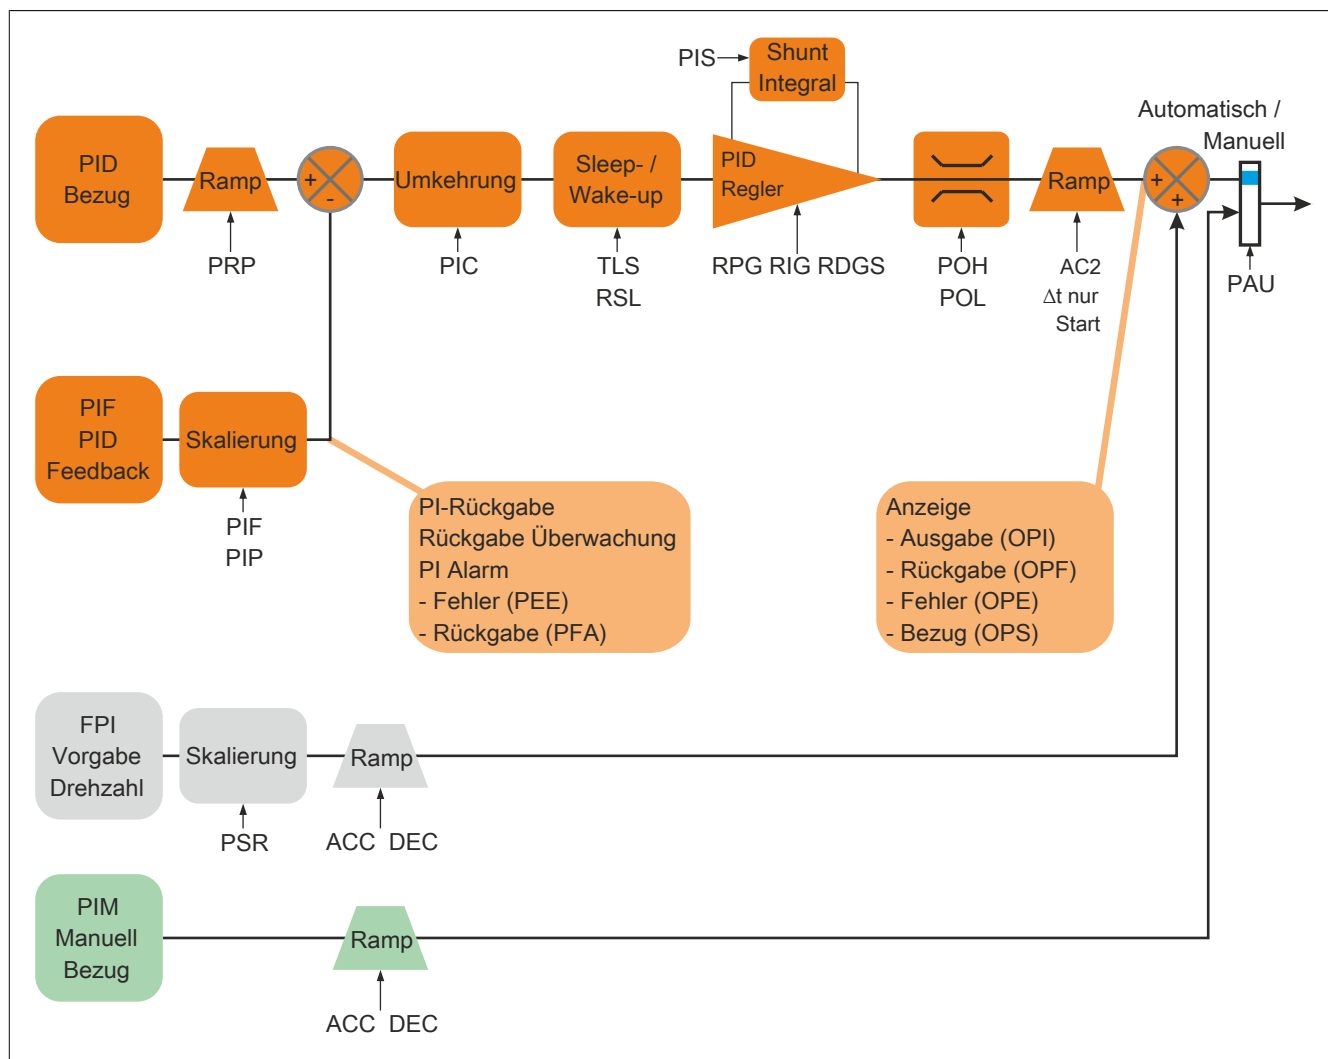 PIS
Shunt
Integral
Automatisch /
Manuell
PID
Bezug
Ramp
+
-
Umkehrung
Sleep- /
Wake-up
PID
Regler
Ramp
+
+
PRP
PIC
TLS
RSL
RPG RIG RDGS
POH
POL
AC2
Δt nur
Start
PAU
PIF
PID
Feedback
Skalierung
PIF
PIP
PI-Rückgabe
Rückgabe Überwachung
PI Alarm
- Fehler (PEE)
- Rückgabe (PFA)
Anzeige
- Ausgabe (OPI)
- Rückgabe (OPF)
- Fehler (OPE)
- Bezug (OPS)
FPI
Vorgabe
Drehzahl
Skalierung
Ramp
PSR
ACC DEC
PIM
Manuell
Bezug
Ramp
ACC DEC